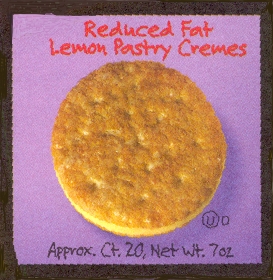 Reduced Fat
Lemon Pastry Cremes
U D
Approx. Ct. 20, Net Wt. 7oz